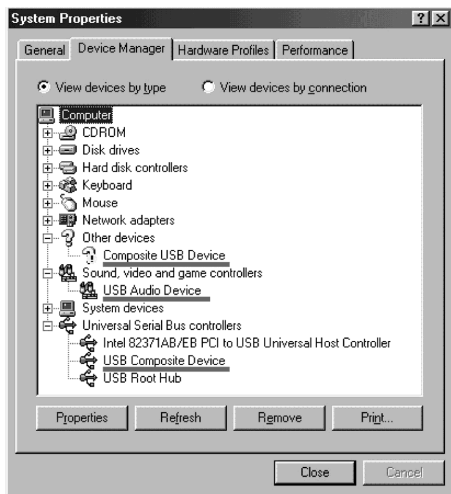 System Properties
General Device Manager Hardware Profiles Performance
View devices by type View devices by connection
Computer
CDROM
Disk drives
Hard disk controllers
Keyboard
Mouse
Network adapters
Other devices
Composite USB Device
Sound, video and game controllers
USB Audio Device
System devices
Universal Serial Bus controllers
Intel 82371AB/EB PCI to USB Universal Host Controller
USB Composite Device
USB Root Hub
Properties Refresh Remove Print...
Close Cancel